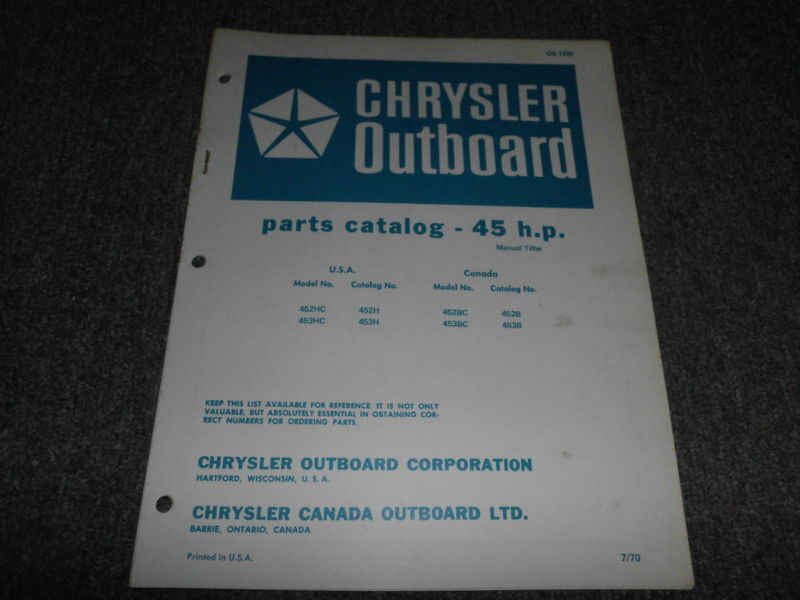 OB 1330
CHRYSLER
Outboard
parts catalog - 45 h.p.
Manual Tiller
U.S.A. Canada
Model No. Catalog No. Model No. Catalog No.
452HC 452H 452BC 452B
453HC 453H 453BC 453B
KEEP THIS LIST AVAILABLE FOR REFERENCE. IT IS NOT ONLY
VALUABLE, BUT ABSOLUTELY ESSENTIAL IN OBTAINING COR-
RECT NUMBERS FOR ORDERING PARTS.
CHRYSLER OUTBOARD CORPORATION
HARTFORD, WISCONSIN, U. S. A.
CHRYSLER CANADA OUTBOARD LTD.
BARRIE, ONTARIO, CANADA
Printed in U.S.A. 7/70